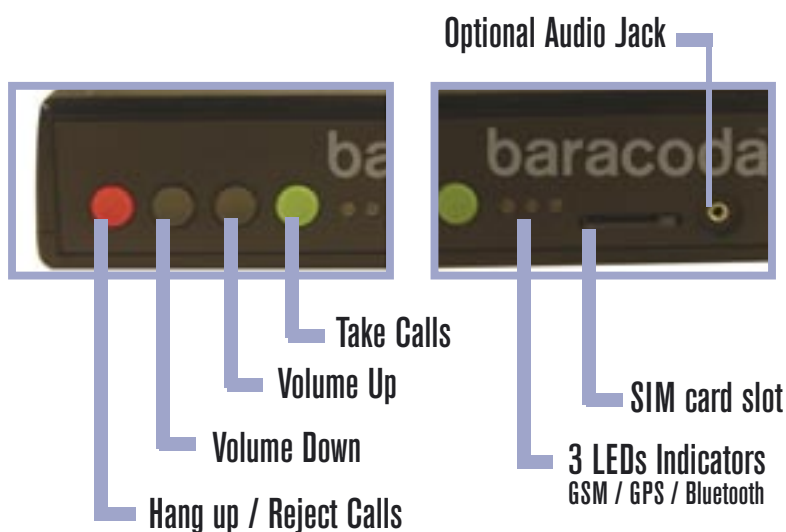 Optional Audio Jack
ba
baracoda
Take Calls
Volume Up
SIM card slot
Volume Down
3 LEDs Indicators
GSM / GPS / Bluetooth
Hang up / Reject Calls